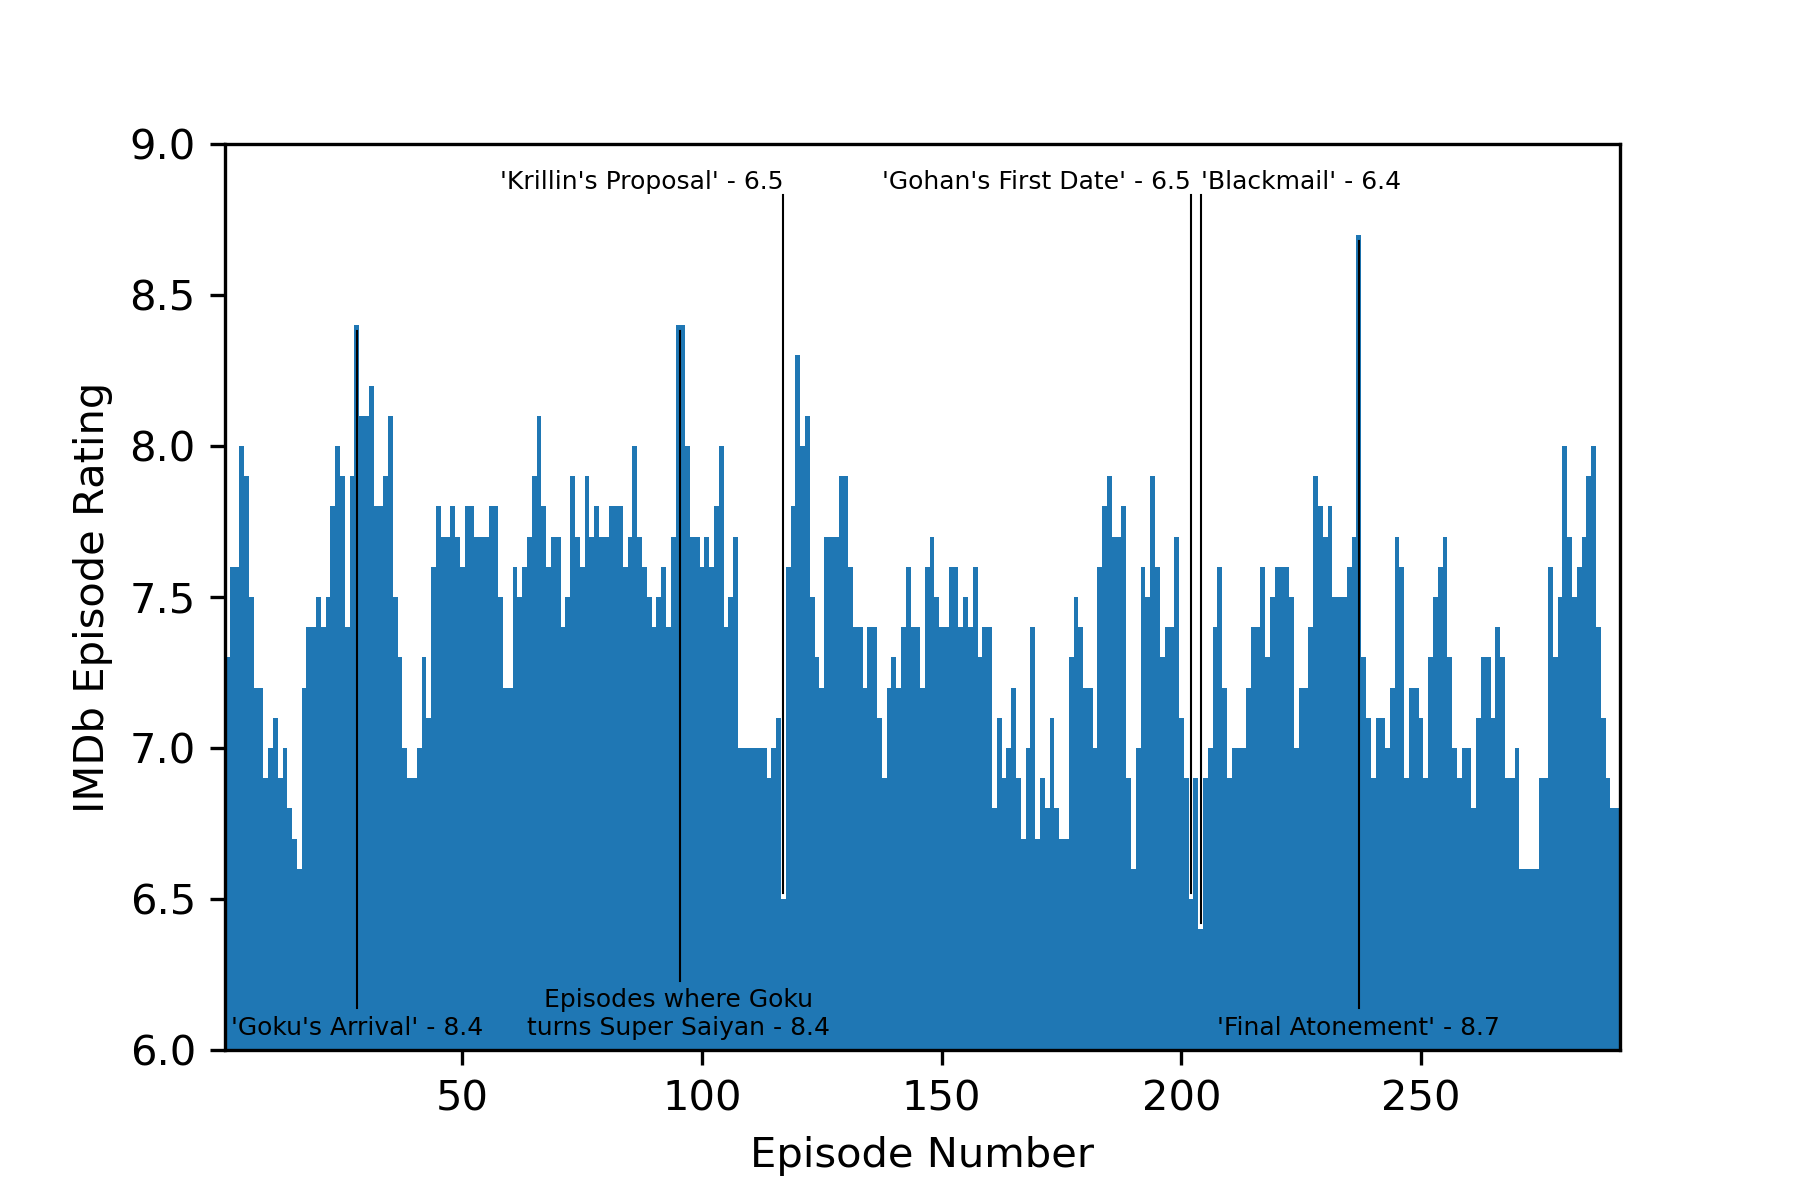 9.0
'Krillin's Proposal' - 6.5
'Gohan's First Date' - 6.5
'Blackmail' - 6.4
8.5
8.0
7.5
7.0
6.5
6.0
IMDb Episode Rating
Episodes where Goku
turns Super Saiyan - 8.4
'Goku's Arrival' - 8.4
'Final Atonement' - 8.7
50
100
150
200
250
Episode Number